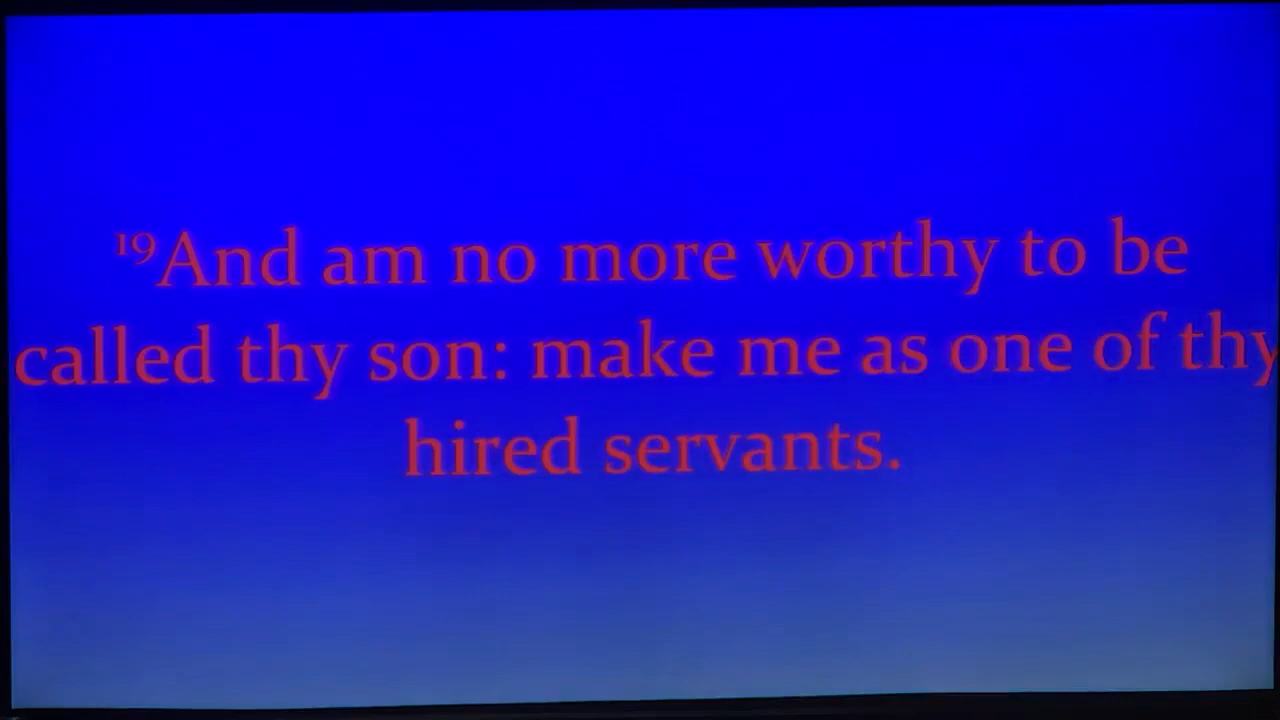 ¹⁹And am no more worthy to be
called thy son: make me as one of thy
hired servants.